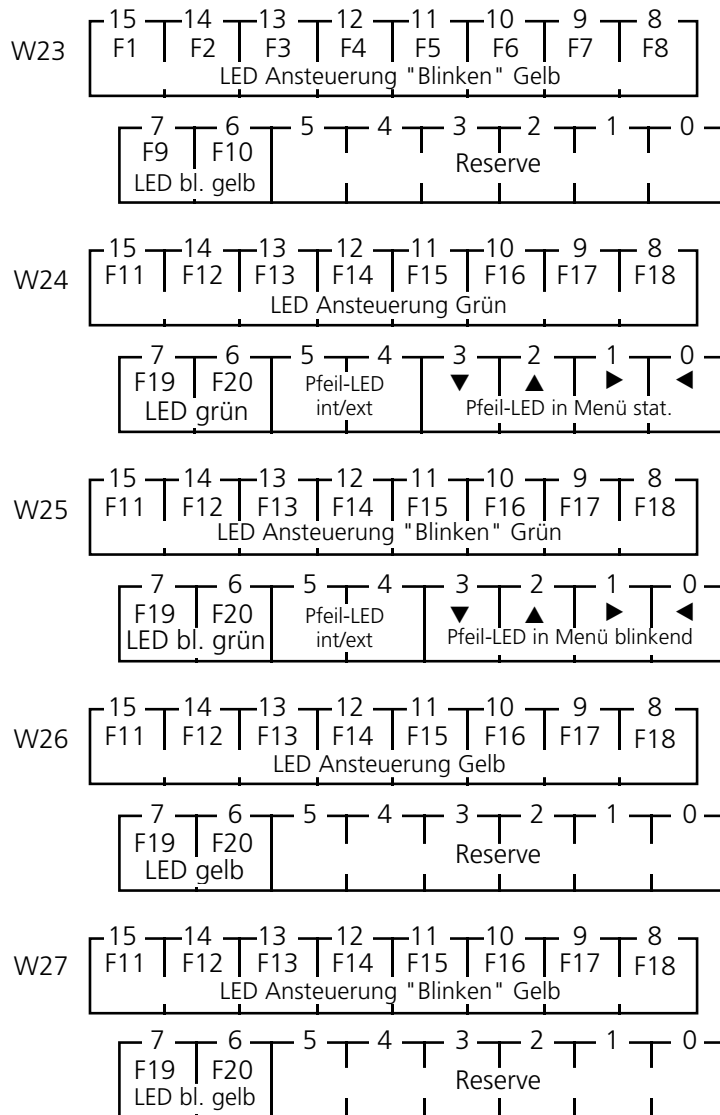 15 14 13 12 11 10 9 8
W23 F1 F2 F3 F4 F5 F6 F7 F8
LED Ansteuerung "Blinken" Gelb
7 6 5 4 3 2 1 0
F9 F10 Reserve
LED bl. gelb
15 14 13 12 11 10 9 8
W24 F11 F12 F13 F14 F15 F16 F17 F18
LED Ansteuerung Grün
7 6 5 4 3 2 1 0
F19 F20 Pfeil-LED ▼ ▲ ► ◄
LED grün int/ext Pfeil-LED in Menü stat.
15 14 13 12 11 10 9 8
W25 F11 F12 F13 F14 F15 F16 F17 F18
LED Ansteuerung "Blinken" Grün
7 6 5 4 3 2 1 0
F19 F20 Pfeil-LED ▼ ▲ ► ◄
LED bl. grün int/ext Pfeil-LED in Menü blinkend
15 14 13 12 11 10 9 8
W26 F11 F12 F13 F14 F15 F16 F17 F18
LED Ansteuerung Gelb
7 6 5 4 3 2 1 0
F19 F20 Reserve
LED gelb
15 14 13 12 11 10 9 8
W27 F11 F12 F13 F14 F15 F16 F17 F18
LED Ansteuerung "Blinken" Gelb
7 6 5 4 3 2 1 0
F19 F20 Reserve
LED bl. gelb